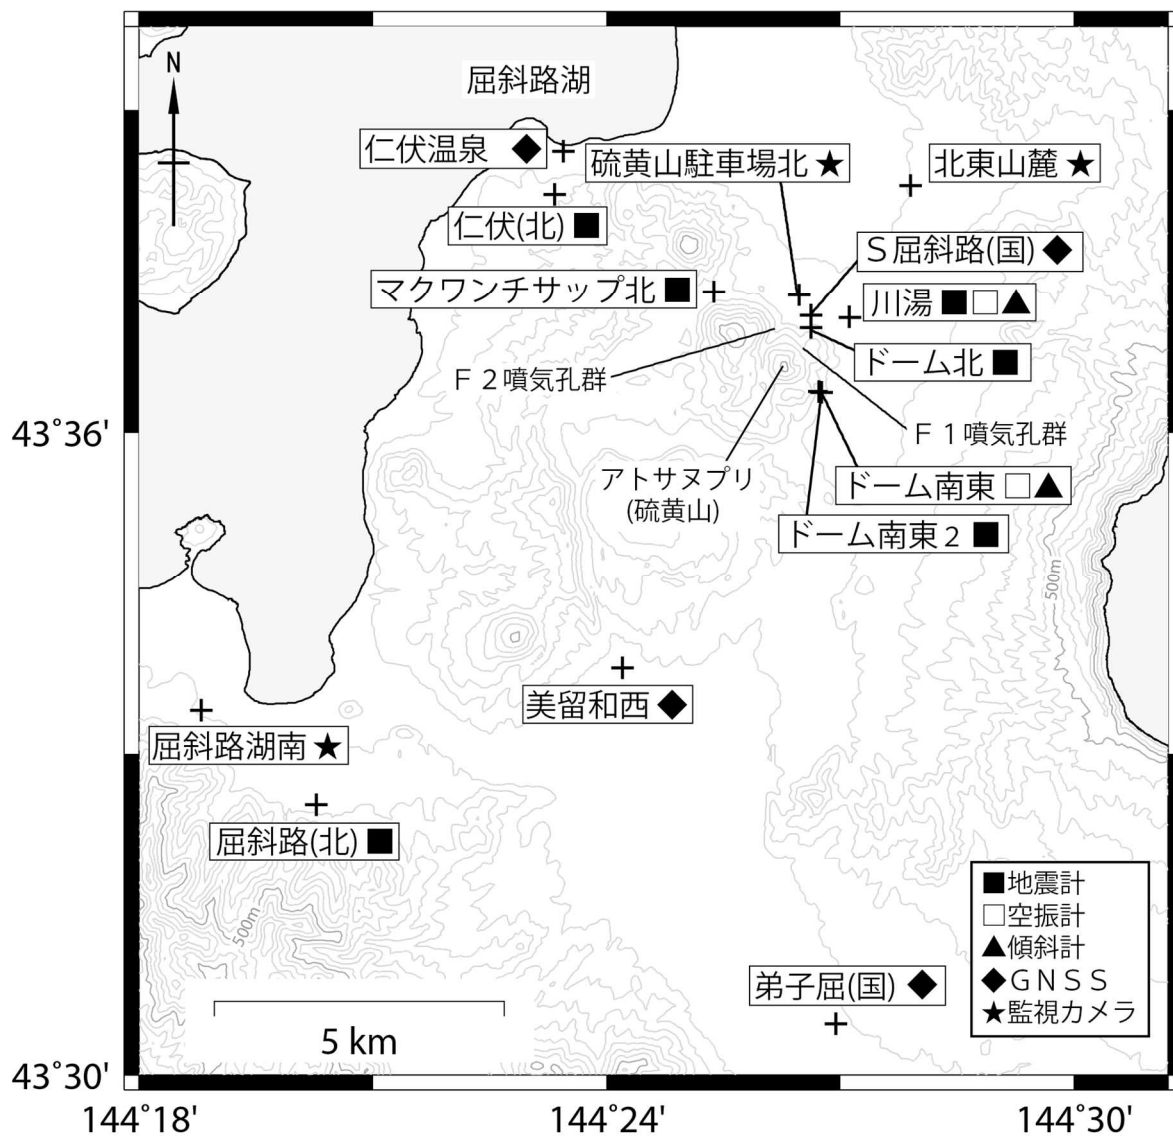 N
屈斜路湖
仁伏温泉 ◆
硫黄山駐車場北 ★
北東山麓 ★
仁伏(北) ■
S屈斜路(国) ◆
マクワンチサップ北 ■
川湯 ■□▲
ドーム北 ■
F2噴気孔群
F1噴気孔群
43°36'
アトサヌプリ
(硫黄山)
ドーム南東 □▲
ドーム南東2 ■
500m
美留和西 ◆
屈斜路湖南 ★
屈斜路(北) ■
500m
■地震計
□空振計
▲傾斜計
◆GNSS
★監視カメラ
弟子屈(国) ◆
5 km
43°30'
144°18'
144°24'
144°30'